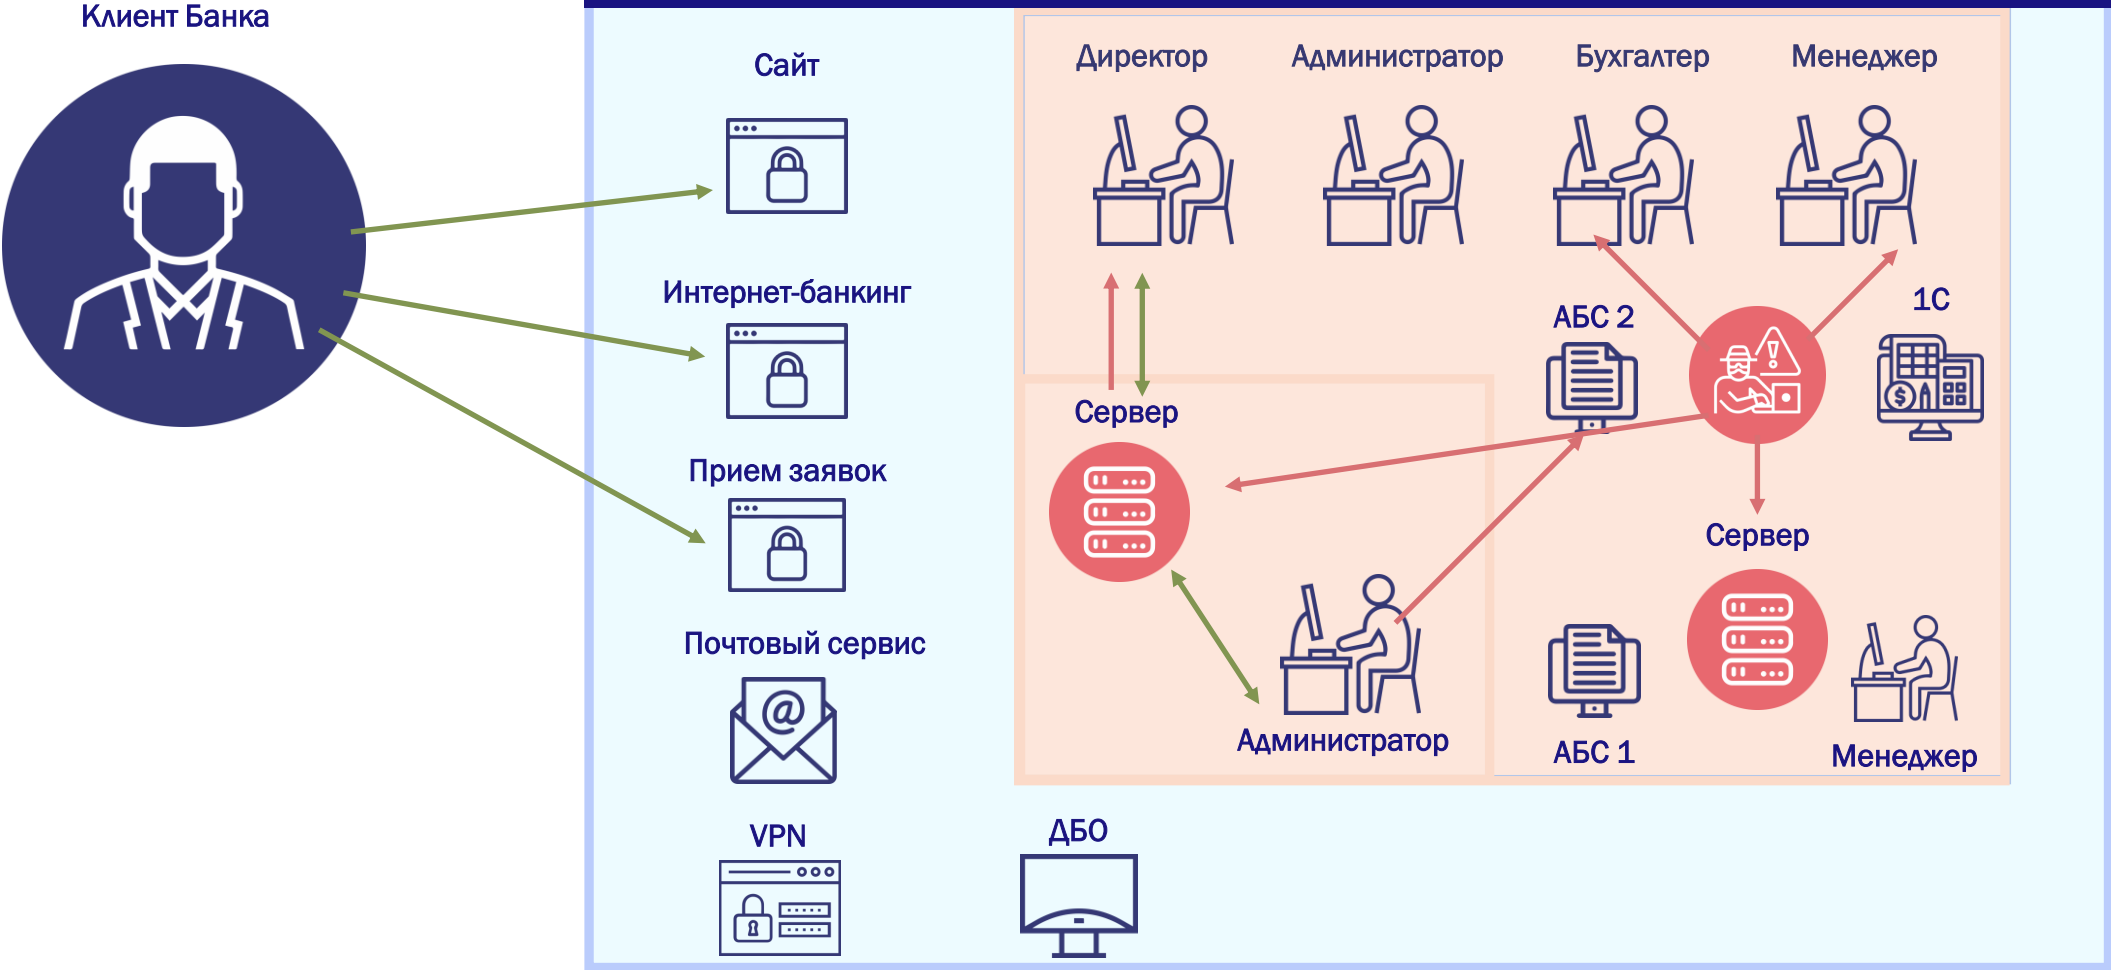 Клиент Банка
Сайт
Директор
Администратор
Бухгалтер
Менеджер
Интернет-банкинг
АБС 2
1С
Сервер
Прием заявок
Сервер
Почтовый сервис
@
Администратор
АБС 1
Менеджер
VPN
ДБО